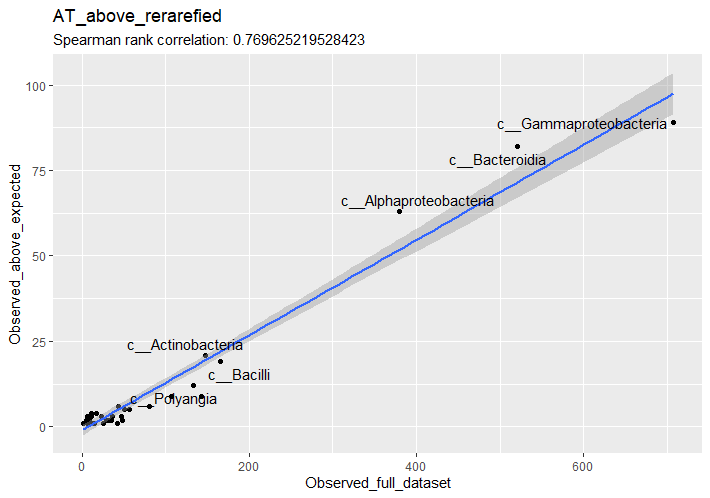 AT_above_rerarefied
Spearman rank correlation: 0.769625219528423
100
75
50
25
0
Observed_above_expected
c__Gammaproteobacteria
c__Bacteroidia
c__Alphaproteobacteria
c__Actinobacteria
c__Bacilli
c__Polyangia
0
200
400
600
Observed_full_dataset